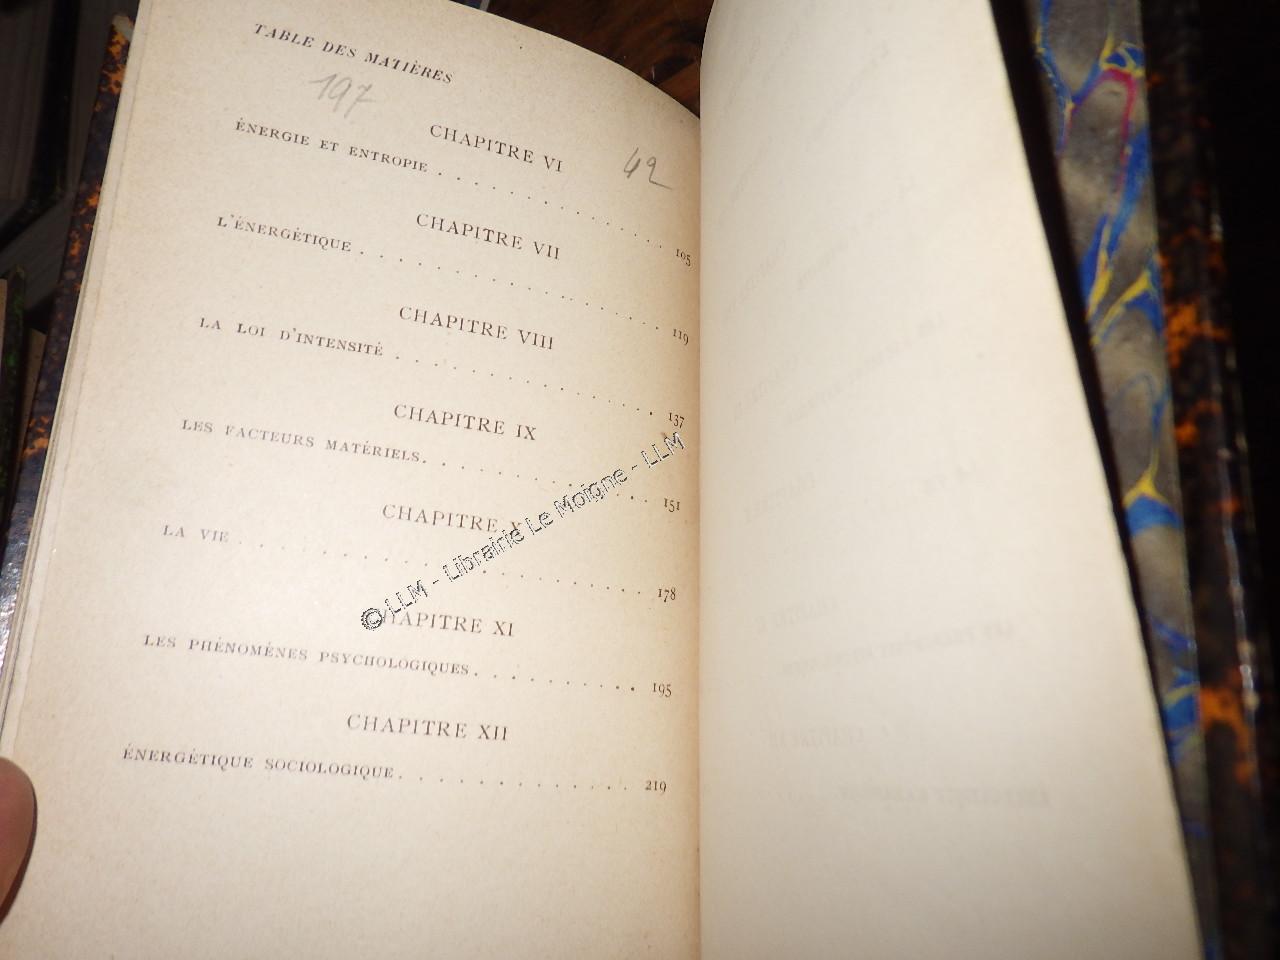 TABLE DES MATIÈRES
197
CHAPITRE VI
42
ÉNERGIE ET ENTROPIE . . . . . . . . . . . . . . . 105
CHAPITRE VII
L'ÉNERGÉTIQUE . . . . . . . . . . . . . . . . . 119
CHAPITRE VIII
LA LOI D'INTENSITÉ . . . . . . . . . . . . . . 137
CHAPITRE IX
LES FACTEURS MATÉRIELS. . . . . . . . . . . . . 151
CHAPITRE X
LA VIE . . . . . . . . . . . . . . . . . . . . 178
CHAPITRE XI
LES PHÉNOMÈNES PSYCHOLOGIQUES . . . . . . . . . . 195
CHAPITRE XII
ÉNERGÉTIQUE SOCIOLOGIQUE. . . . . . . . . . . . . 219
© LLM - Librairie Le Moigne - LLM